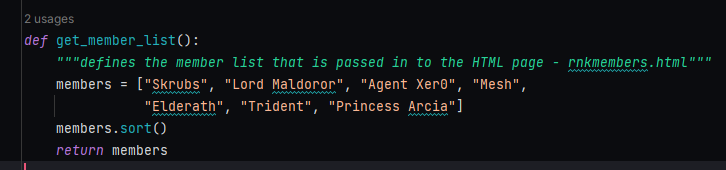 2 usages
def get_member_list():
    """defines the member list that is passed in to the HTML page - rnkmembers.html"""
    members = ["Skrubs", "Lord Maldoror", "Agent Xer0", "Mesh",
               "Elderath", "Trident", "Princess Arcia"]
    members.sort()
    return members